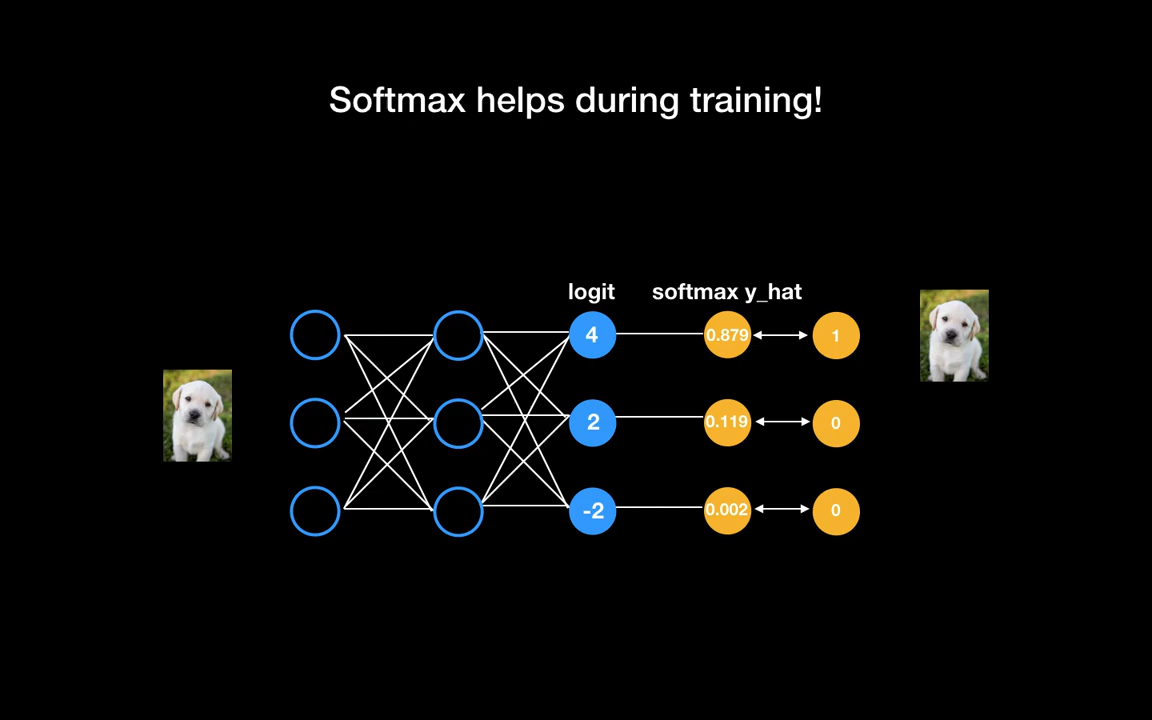 Softmax helps during training!
logit softmax y_hat
4 0.879 1
2 0.119 0
-2 0.002 0